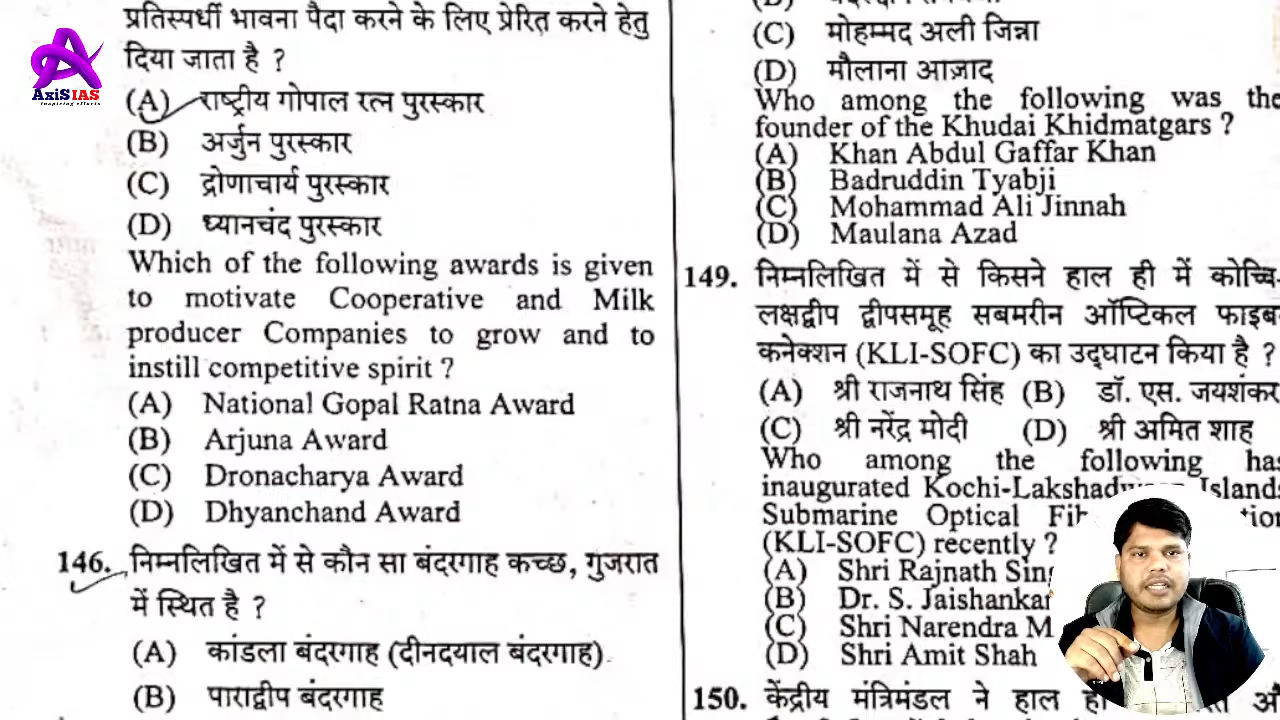 AxiS IAS
inspiring efforts
प्रतिस्पर्धी भावना पैदा करने के लिए प्रेरित करने हेतु
दिया जाता है ?
(A) राष्ट्रीय गोपाल रत्न पुरस्कार
(B) अर्जुन पुरस्कार
(C) द्रोणाचार्य पुरस्कार
(D) ध्यानचंद पुरस्कार
Which of the following awards is given
to motivate Cooperative and Milk
producer Companies to grow and to
instill competitive spirit ?
(A) National Gopal Ratna Award
(B) Arjuna Award
(C) Dronacharya Award
(D) Dhyanchand Award
146. निम्नलिखित में से कौन सा बंदरगाह कच्छ, गुजरात
में स्थित है ?
(A) कांडला बंदरगाह (दीनदयाल बंदरगाह)
(B) पाराद्वीप बंदरगाह
(C) मोहम्मद अली जिन्ना
(D) मौलाना आज़ाद
Who among the following was the
founder of the Khudai Khidmatgars ?
(A) Khan Abdul Gaffar Khan
(B) Badruddin Tyabji
(C) Mohammad Ali Jinnah
(D) Maulana Azad
149. निम्नलिखित में से किसने हाल ही में कोच्चि-
लक्षद्वीप द्वीपसमूह सबमरीन ऑप्टिकल फाइब
कनेक्शन (KLI-SOFC) का उद्घाटन किया है ?
(A) श्री राजनाथ सिंह (B) डॉ. एस. जयशंकर
(C) श्री नरेंद्र मोदी (D) श्री अमित शाह
Who among the following has
inaugurated Kochi-Lakshadweep Islands
Submarine Optical
(KLI-SOFC) recently ?
(A) Shri Rajnath
(B) Dr. S. Jaishankar
(C) Shri Narendra
(D) Shri Amit Shah
150. केंद्रीय मंत्रिमंडल ने हाल